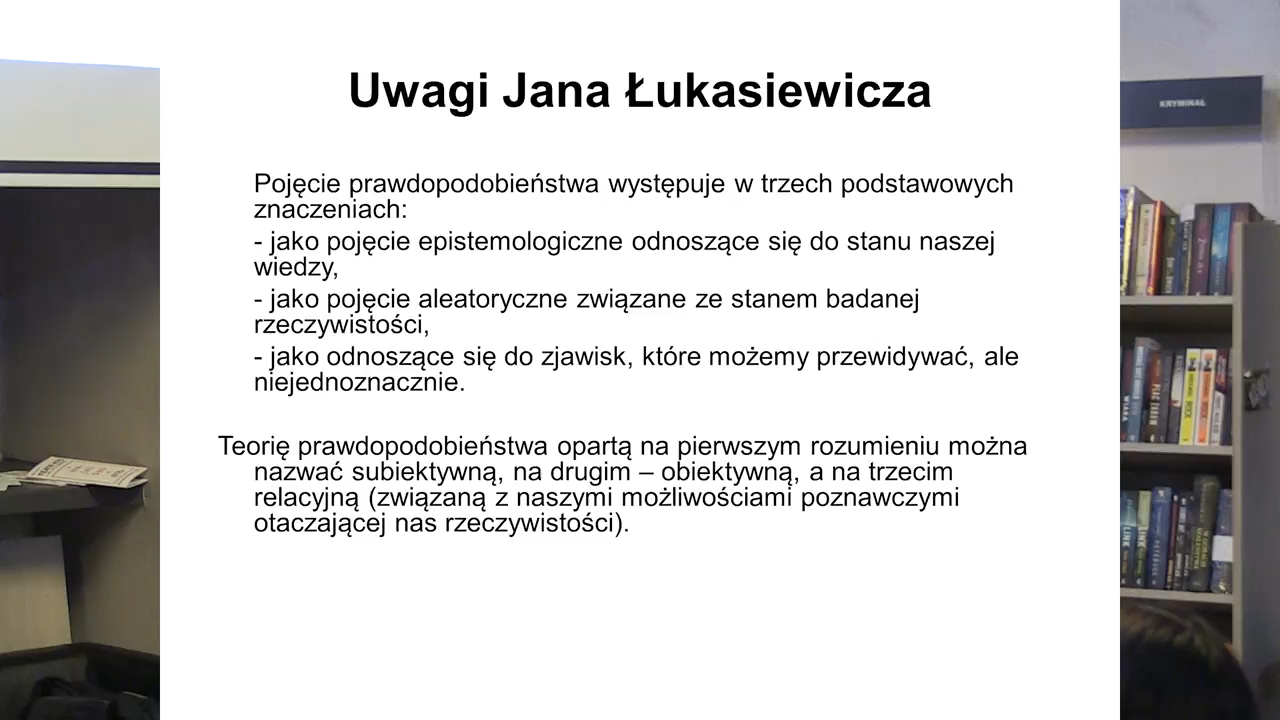 Uwagi Jana Łukasiewicza
KRYMINAŁ
Pojęcie prawdopodobieństwa występuje w trzech podstawowych
znaczeniach:
- jako pojęcie epistemologiczne odnoszące się do stanu naszej
wiedzy,
- jako pojęcie aleatoryczne związane ze stanem badanej
rzeczywistości,
- jako odnoszące się do zjawisk, które możemy przewidywać, ale
niejednoznacznie.
Teorię prawdopodobieństwa opartą na pierwszym rozumieniu można
nazwać subiektywną, na drugim – obiektywną, a na trzecim
relacyjną (związaną z naszymi możliwościami poznawczymi
otaczającej nas rzeczywistości).